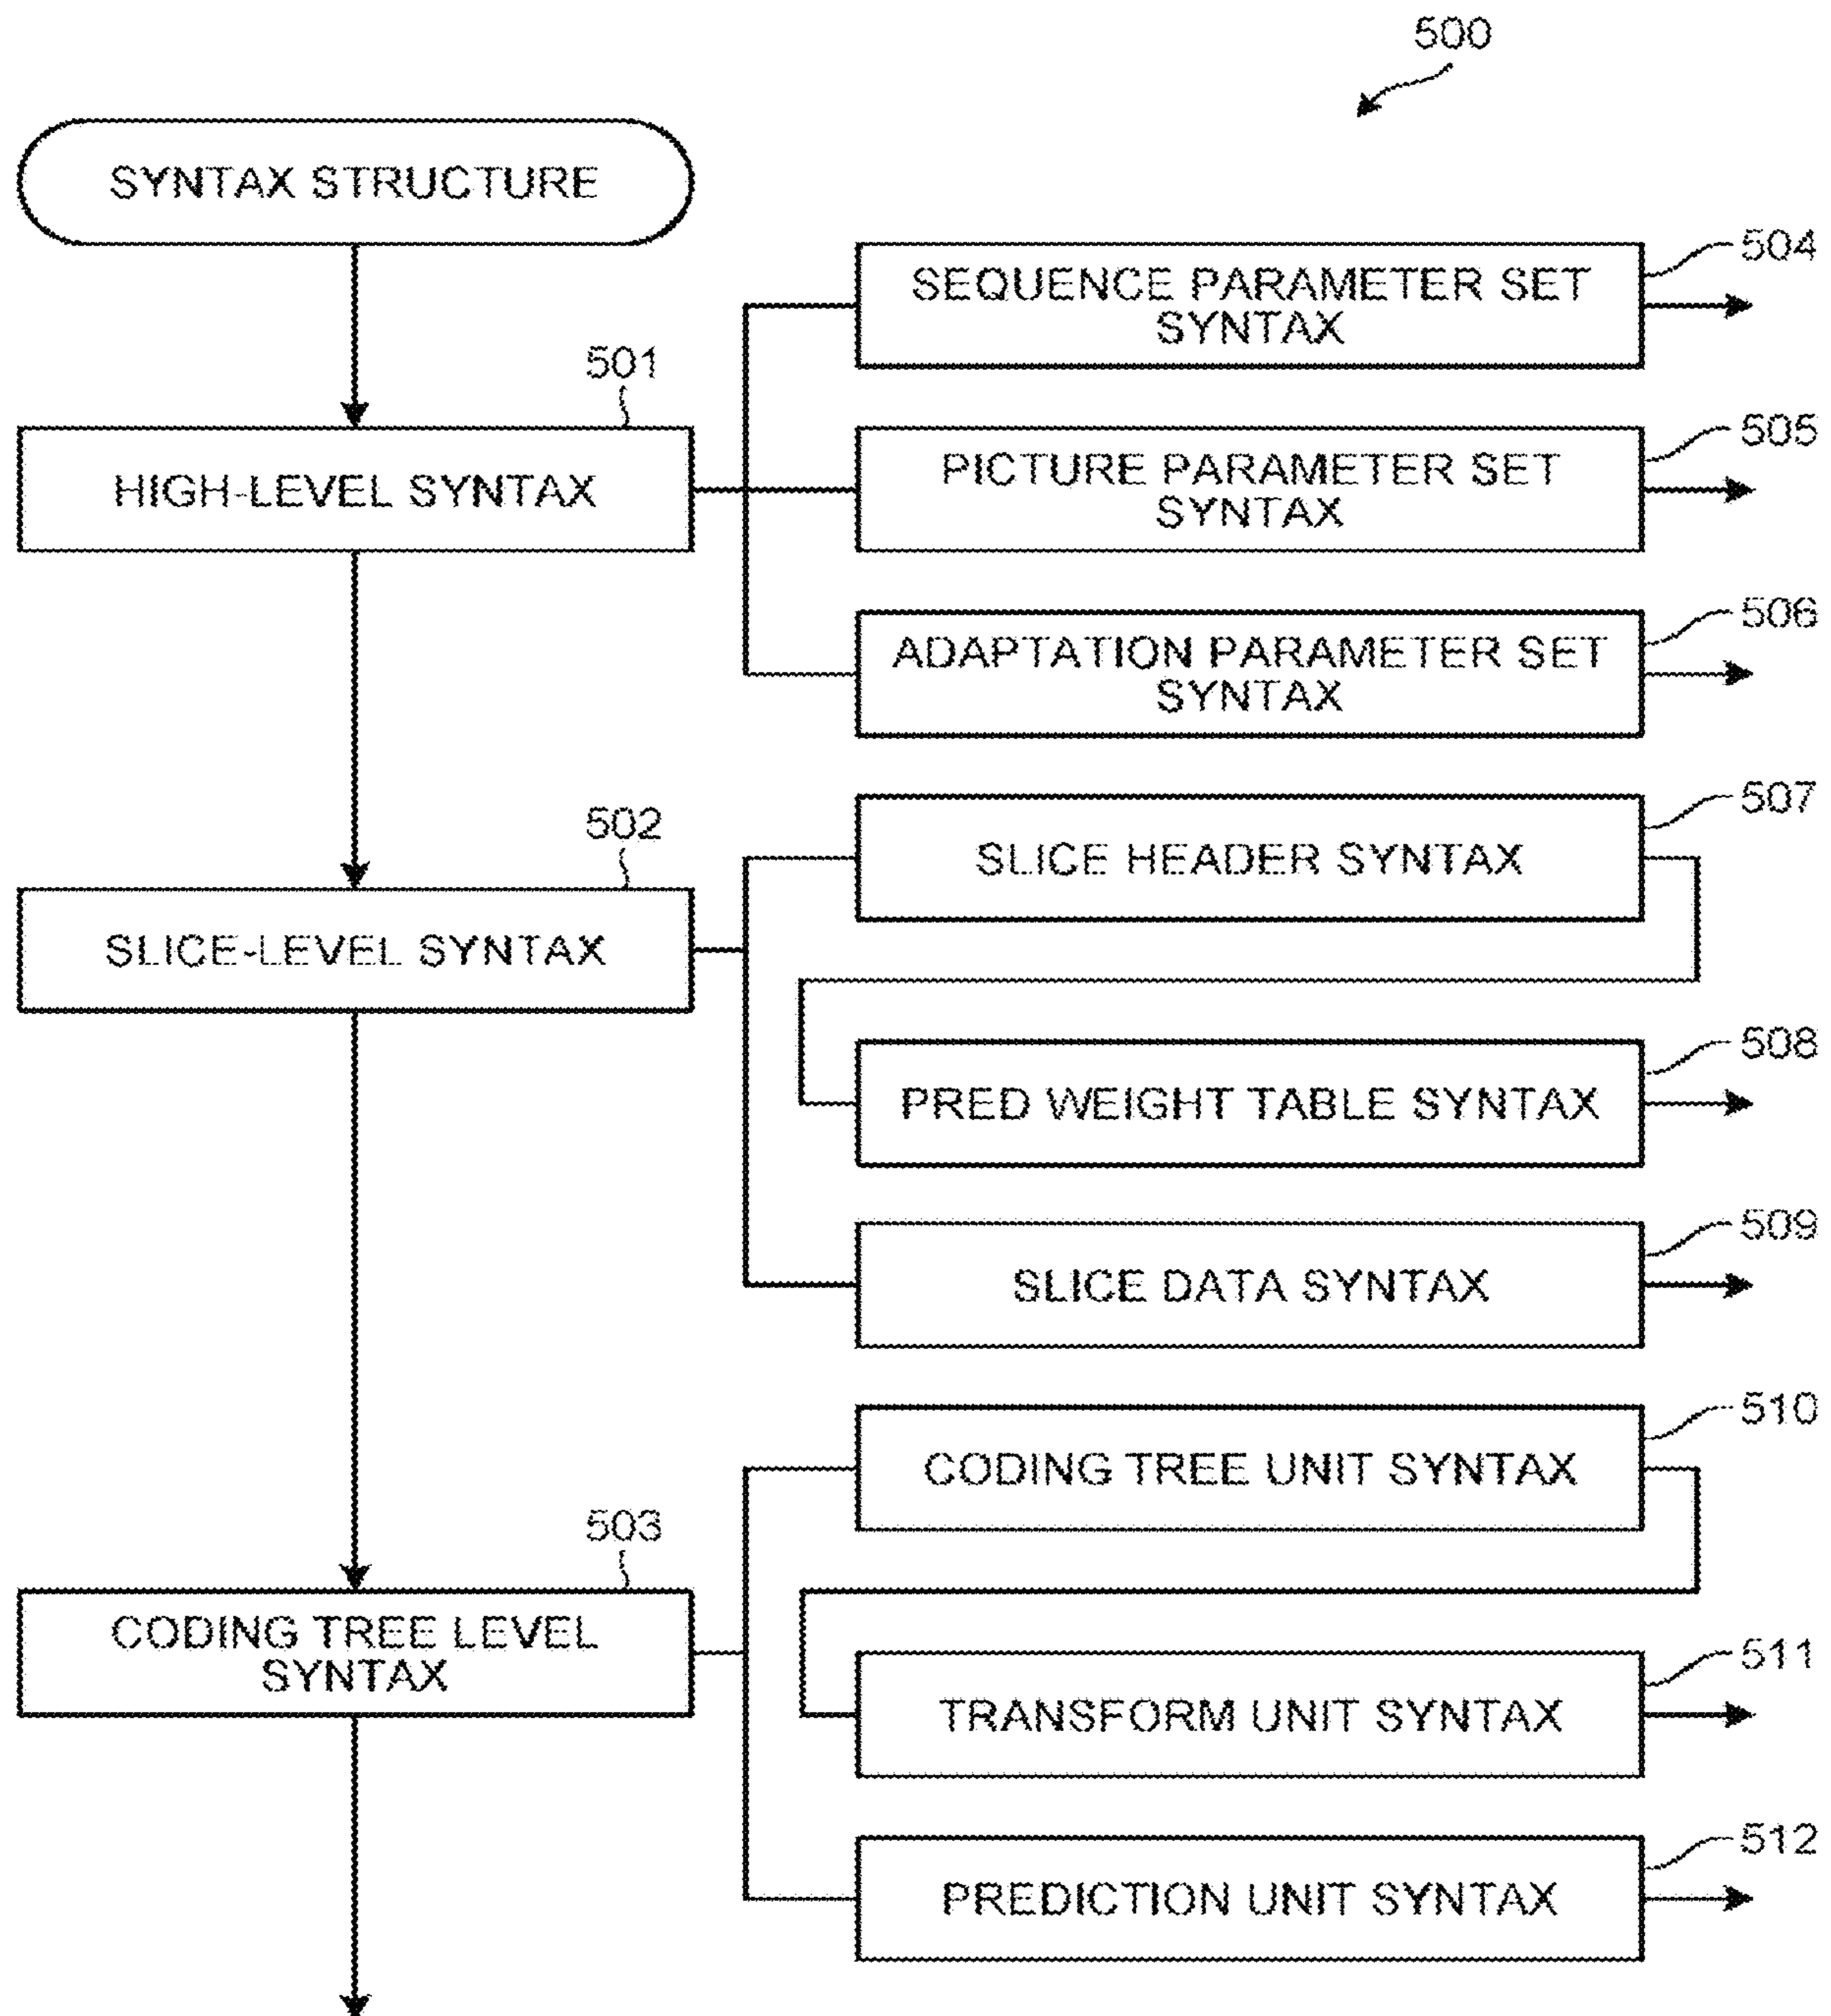 500
SYNTAX STRUCTURE
504
SEQUENCE PARAMETER SET
SYNTAX
501
HIGH-LEVEL SYNTAX
505
PICTURE PARAMETER SET
SYNTAX
506
ADAPTATION PARAMETER SET
SYNTAX
502
SLICE-LEVEL SYNTAX
507
SLICE HEADER SYNTAX
508
PRED WEIGHT TABLE SYNTAX
509
SLICE DATA SYNTAX
503
CODING TREE LEVEL
SYNTAX
510
CODING TREE UNIT SYNTAX
511
TRANSFORM UNIT SYNTAX
512
PREDICTION UNIT SYNTAX